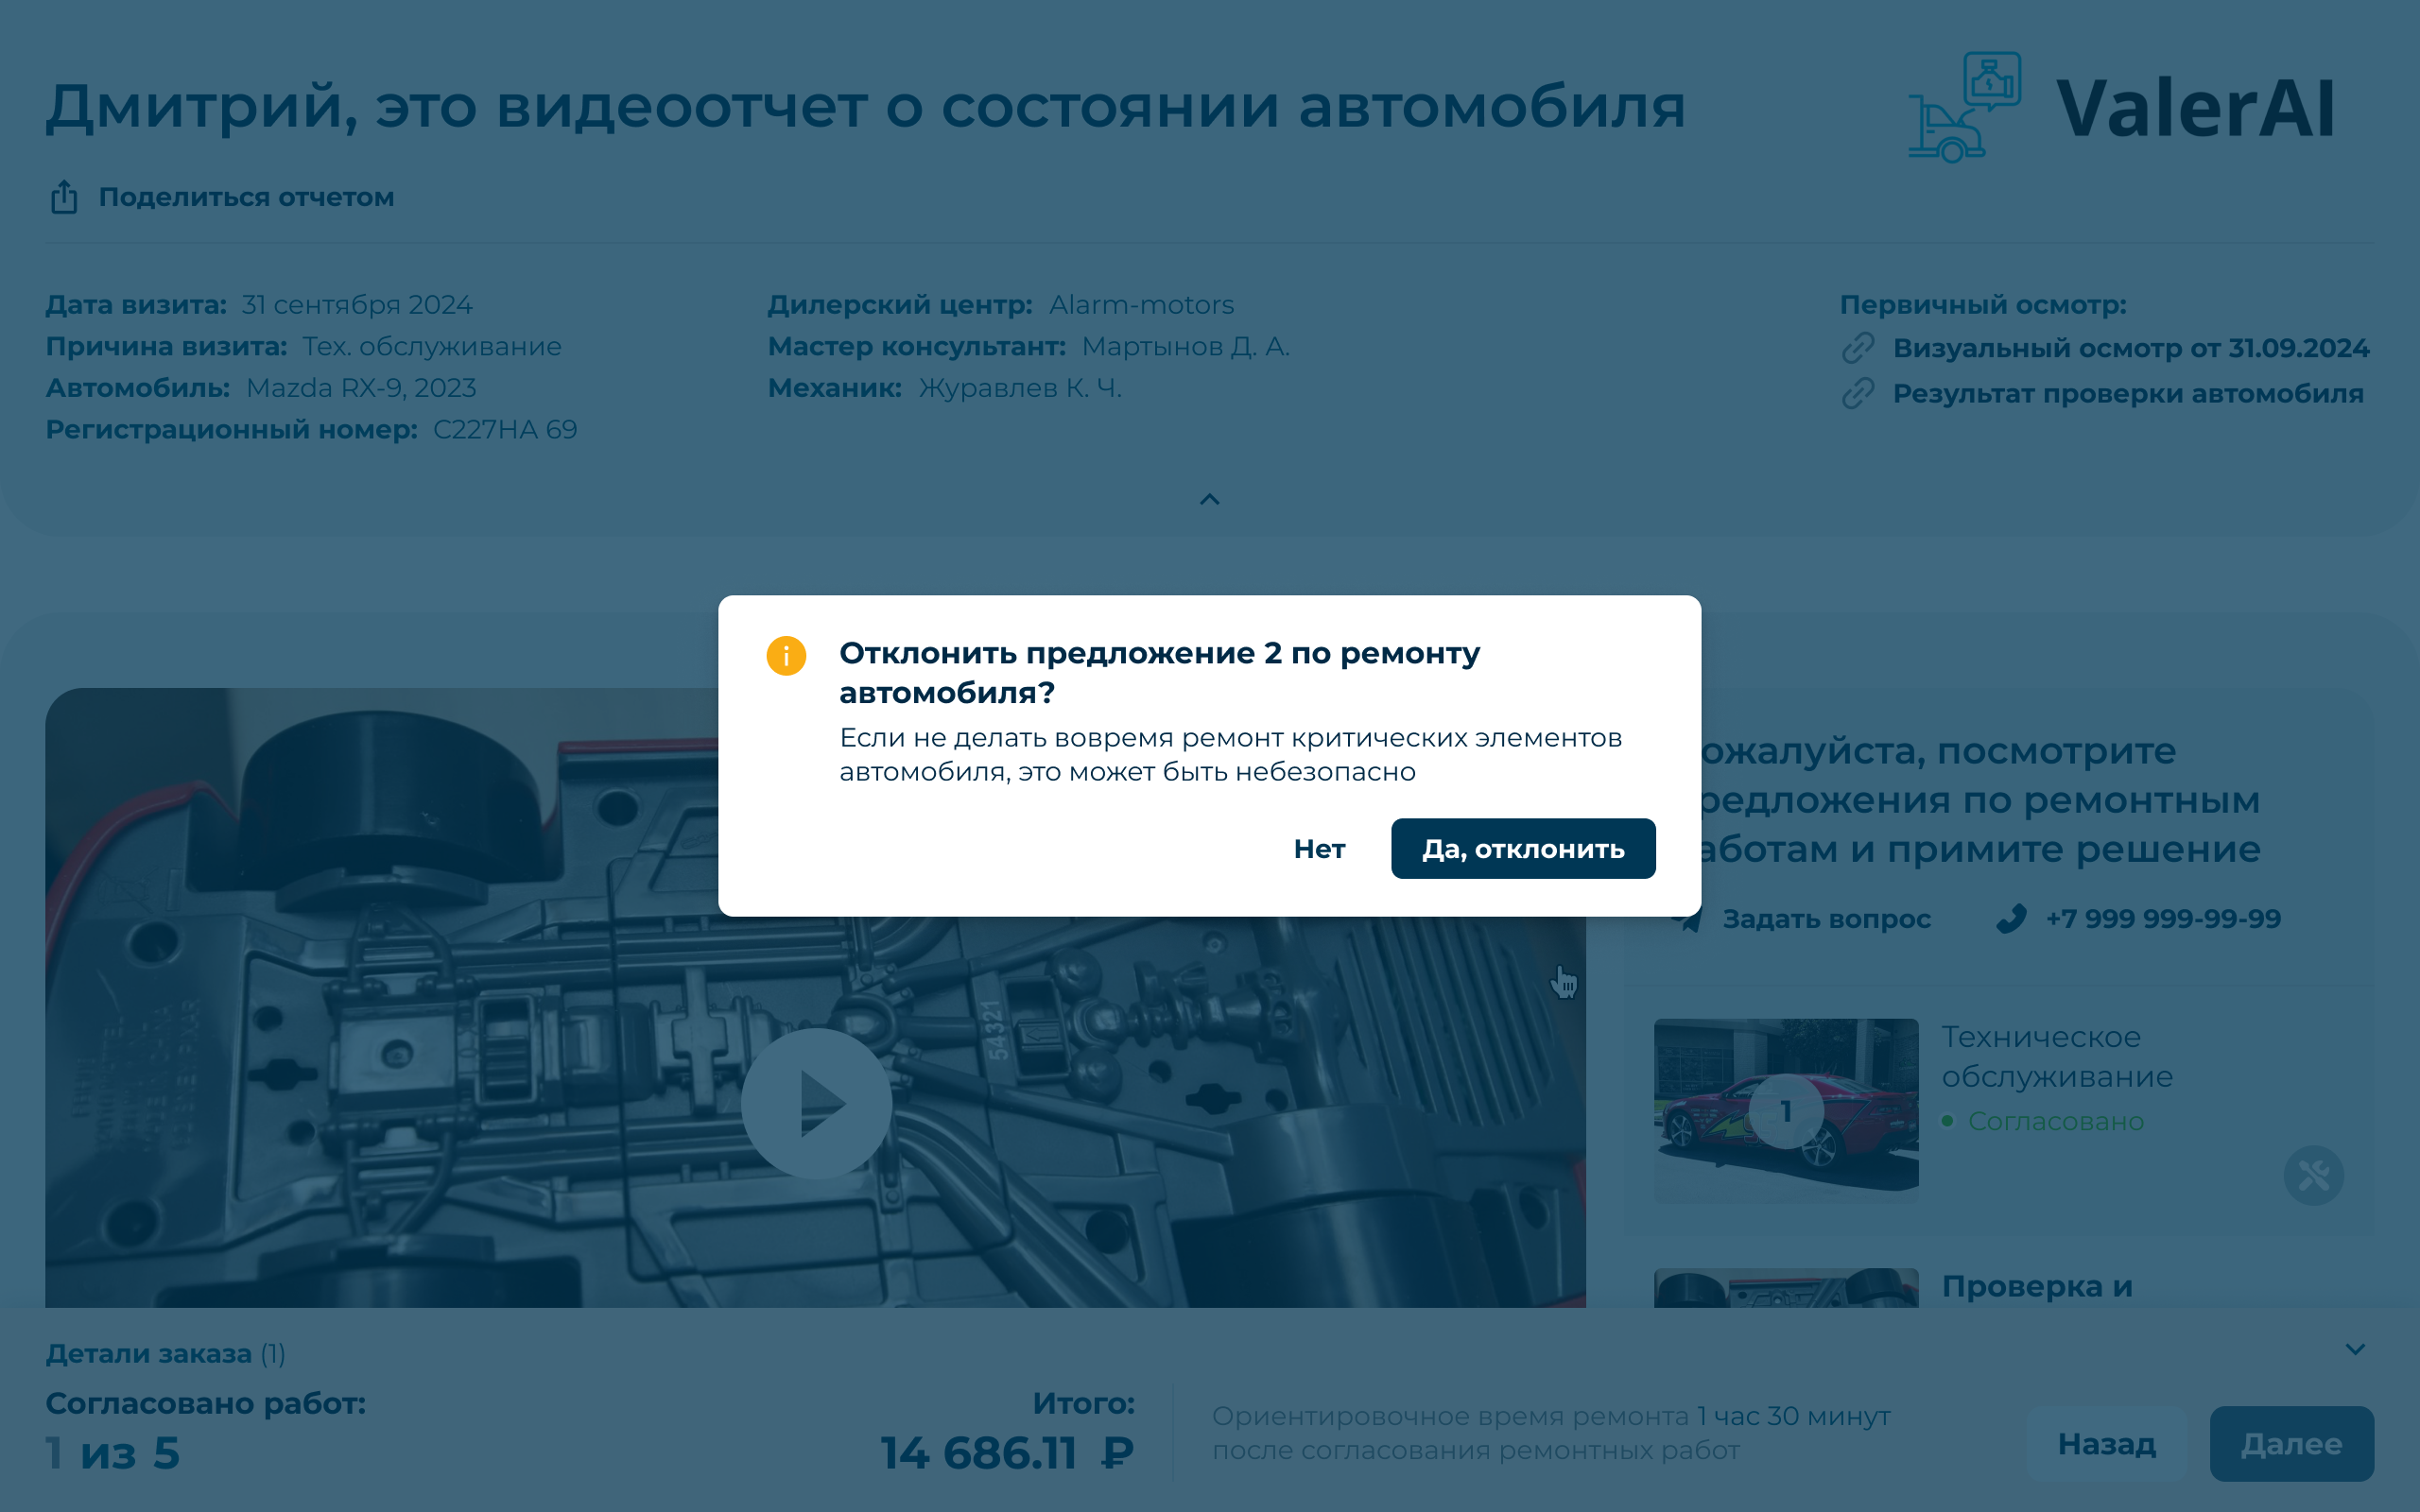 Дмитрий, это видеоотчет о состоянии автомобиля
ValerAI
Поделиться отчетом
Дата визита: 31 сентября 2024
Причина визита: Тех. обслуживание
Автомобиль: Mazda RX-9, 2023
Регистрационный номер: С227НА 69
Дилерский центр: Alarm-motors
Мастер консультант: Мартынов Д. А.
Механик: Журавлев К. Ч.
Первичный осмотр:
Визуальный осмотр от 31.09.2024
Результат проверки автомобиля
Отклонить предложение 2 по ремонту
автомобиля?
Если не делать вовремя ремонт критических элементов
автомобиля, это может быть небезопасно
Нет
Да, отклонить
ожалуйста, посмотрите
редложения по ремонтным
аботам и примите решение
Задать вопрос
+7 999 999-99-99
54321
1
Техническое
обслуживание
Согласовано
Проверка и
Детали заказа (1)
Согласовано работ:
1 из 5
Итого:
14 686.11 ₽
Ориентировочное время ремонта 1 час 30 минут
после согласования ремонтных работ
Назад
Далее